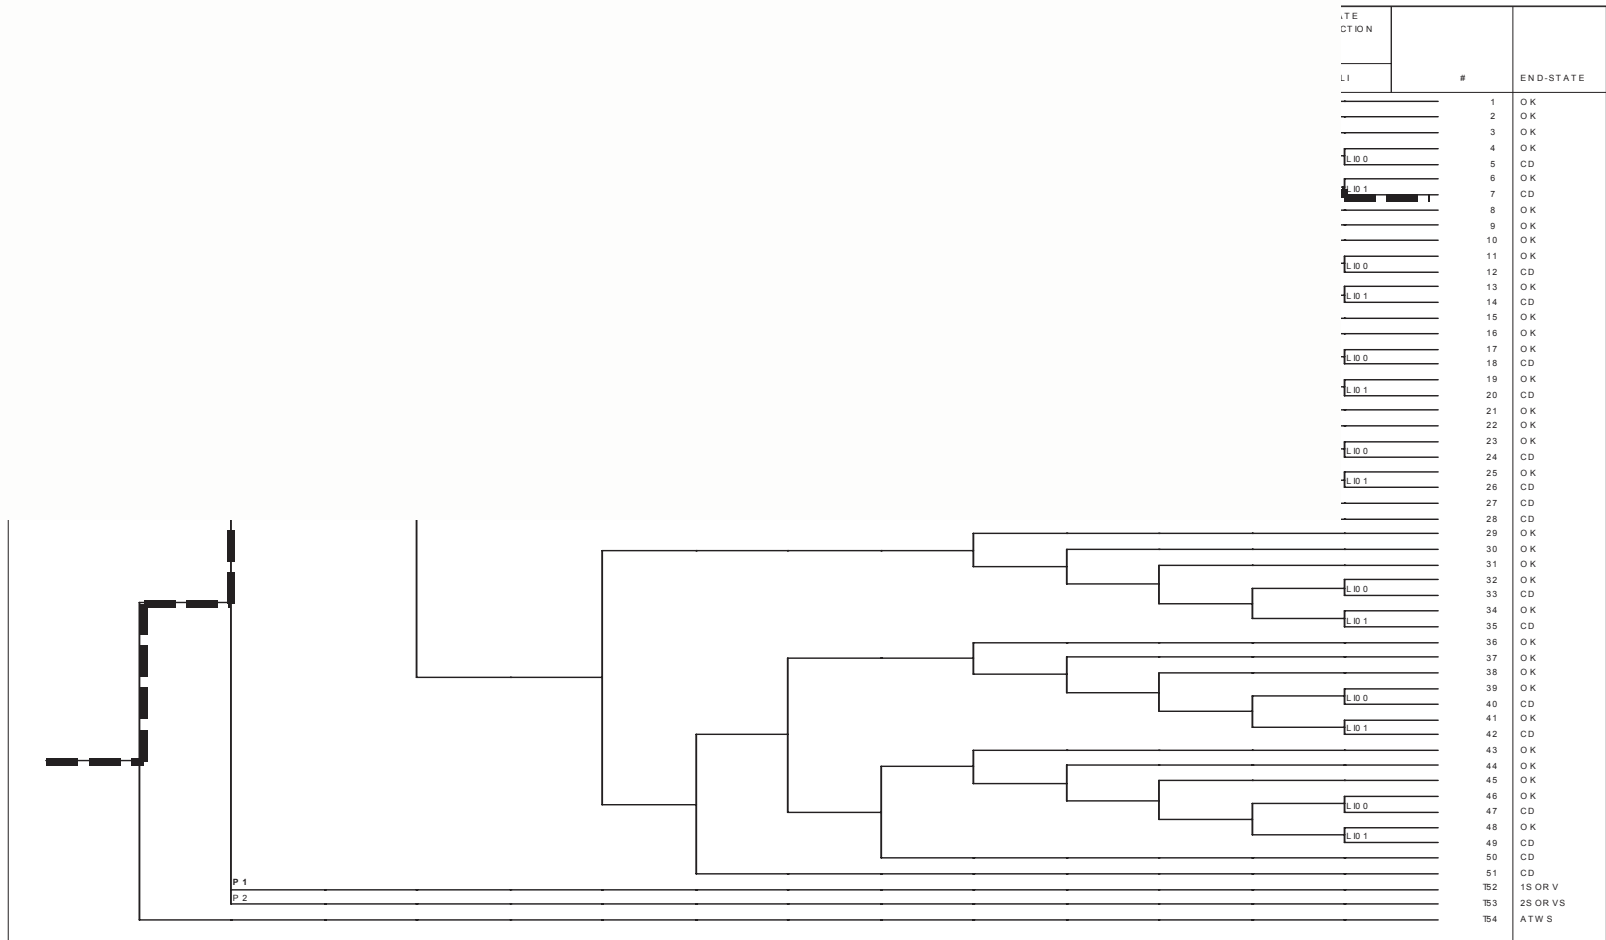 ATE
CTION
LI # END-STATE
1 OK
2 OK
3 OK
4 OK
LI00
5 CD
6 OK
LI01
7 CD
8 OK
9 OK
10 OK
11 OK
LI00
12 CD
13 OK
LI01
14 CD
15 OK
16 OK
17 OK
LI00
18 CD
19 OK
LI01
20 CD
21 OK
22 OK
23 OK
LI00
24 CD
25 OK
LI01
26 CD
27 CD
28 CD
29 OK
30 OK
31 OK
32 OK
LI00
33 CD
34 OK
LI01
35 CD
36 OK
37 OK
38 OK
39 OK
LI00
40 CD
41 OK
LI01
42 CD
43 OK
44 OK
45 OK
46 OK
LI00
47 CD
48 OK
LI01
49 CD
50 CD
51 CD
P1
T52 1SORV
P2
T53 2SORVS
T54 ATWS